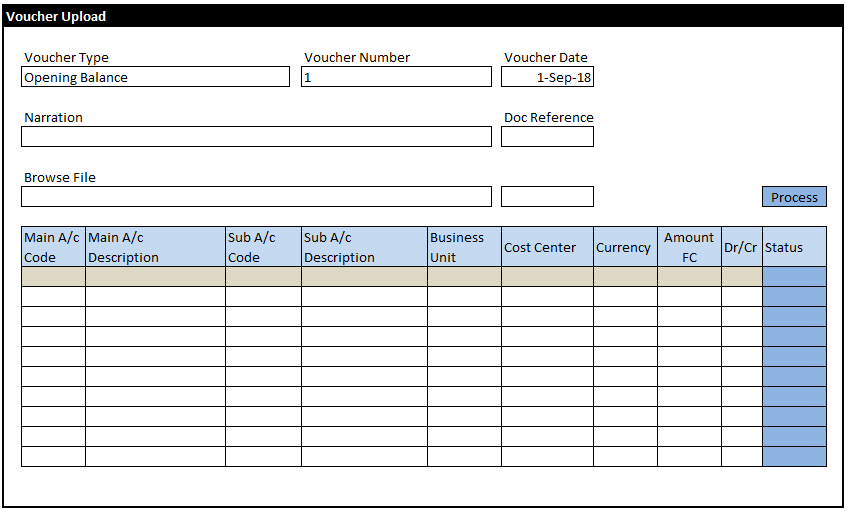 Voucher Upload
Voucher Type Voucher Number Voucher Date
Opening Balance 1 1-Sep-18
Narration Doc Reference
Browse File
Process
Main A/c Main A/c Sub A/c Sub A/c Business Cost Center Currency Amount Dr/Cr Status
Code Description Code Description Unit FC